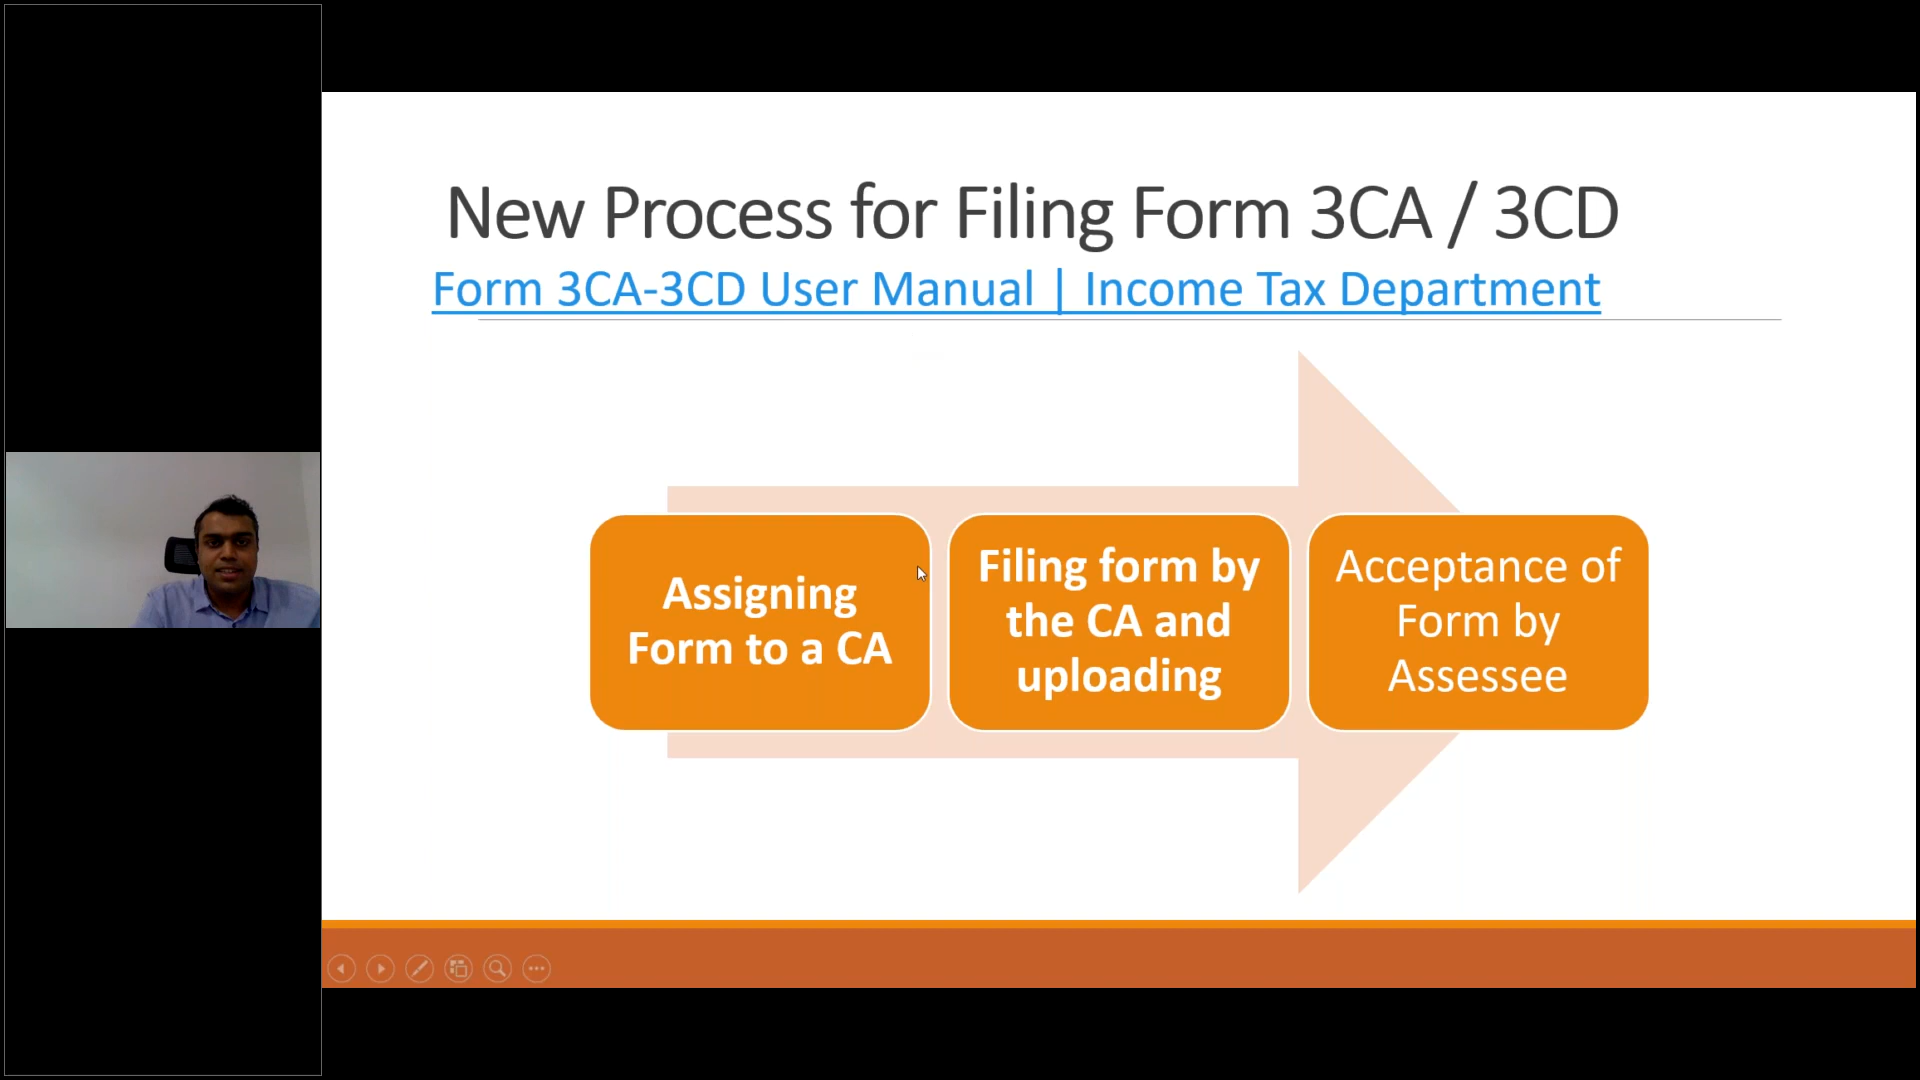 New Process for Filing Form 3CA / 3CD
Form 3CA-3CD User Manual | Income Tax Department
Assigning
Form to a CA
Filing form by
the CA and
uploading
Acceptance of
Form by
Assessee